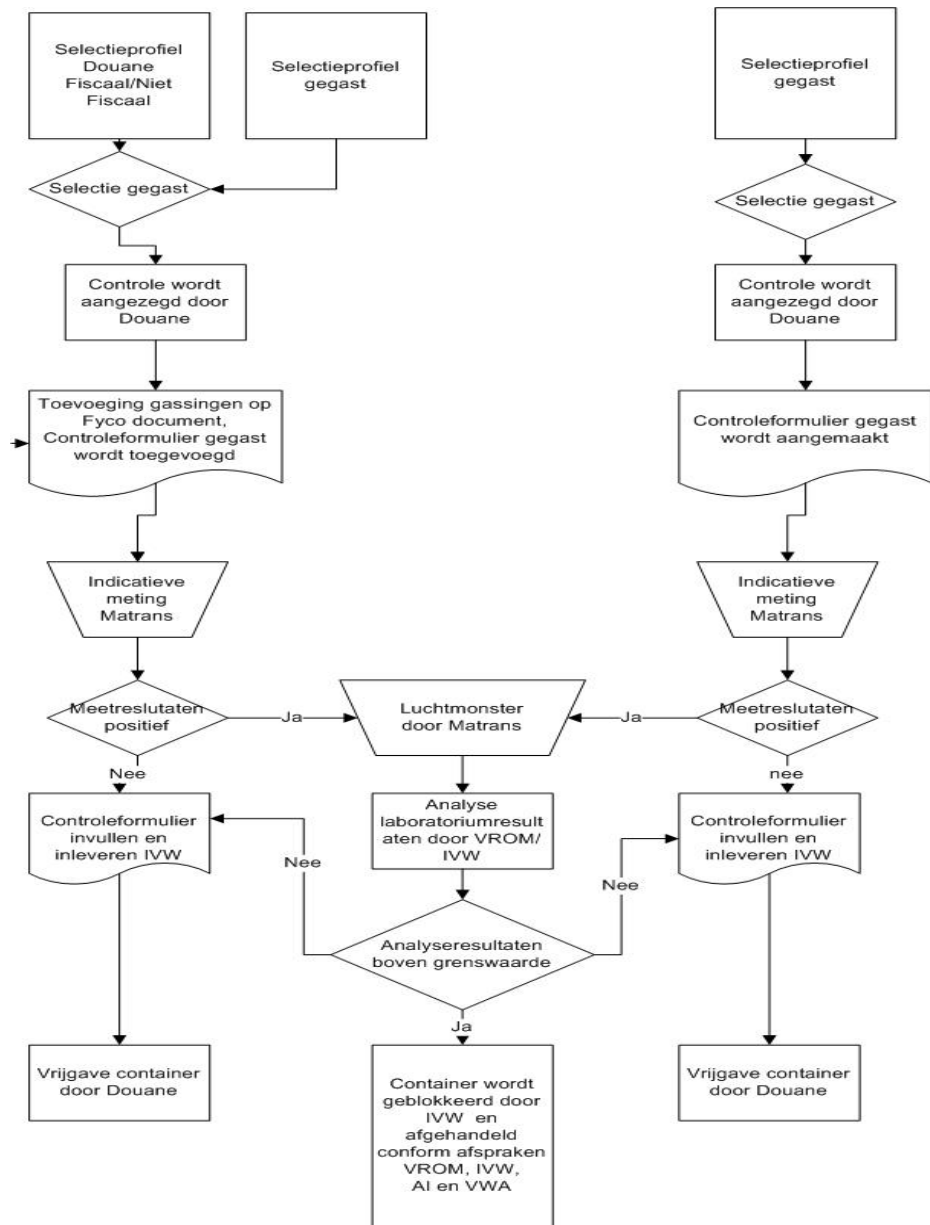 Selectieprofiel
Douane
Fiscaal/Niet
Fiscaal
Selectieprofiel
gegast
Selectieprofiel
gegast
Selectie gegast
Selectie gegast
Controle wordt
aangezegd door
Douane
Controle wordt
aangezegd door
Douane
Toevoeging gassingen op
Fyco document,
Controleformulier gegast
wordt toegevoegd
Controleformulier gegast
wordt aangemaakt
Indicatieve
meting
Matrans
Indicatieve
meting
Matrans
Meetreslutaten
positief
Ja
Luchtmonster
door Matrans
Ja
Meetreslutaten
positief
Nee
nee
Controleformulier
invullen en
inleveren IVW
Analyse
laboratoriumresult
aten door VROM/
IVW
Controleformulier
invullen en
inleveren IVW
Nee
Nee
Analyseresultaten
boven grenswaarde
Ja
Vrijgave container
door Douane
Container wordt
geblokkeerd door
IVW en
afgehandeld
conform afspraken
VROM, IVW,
AI en VWA
Vrijgave container
door Douane